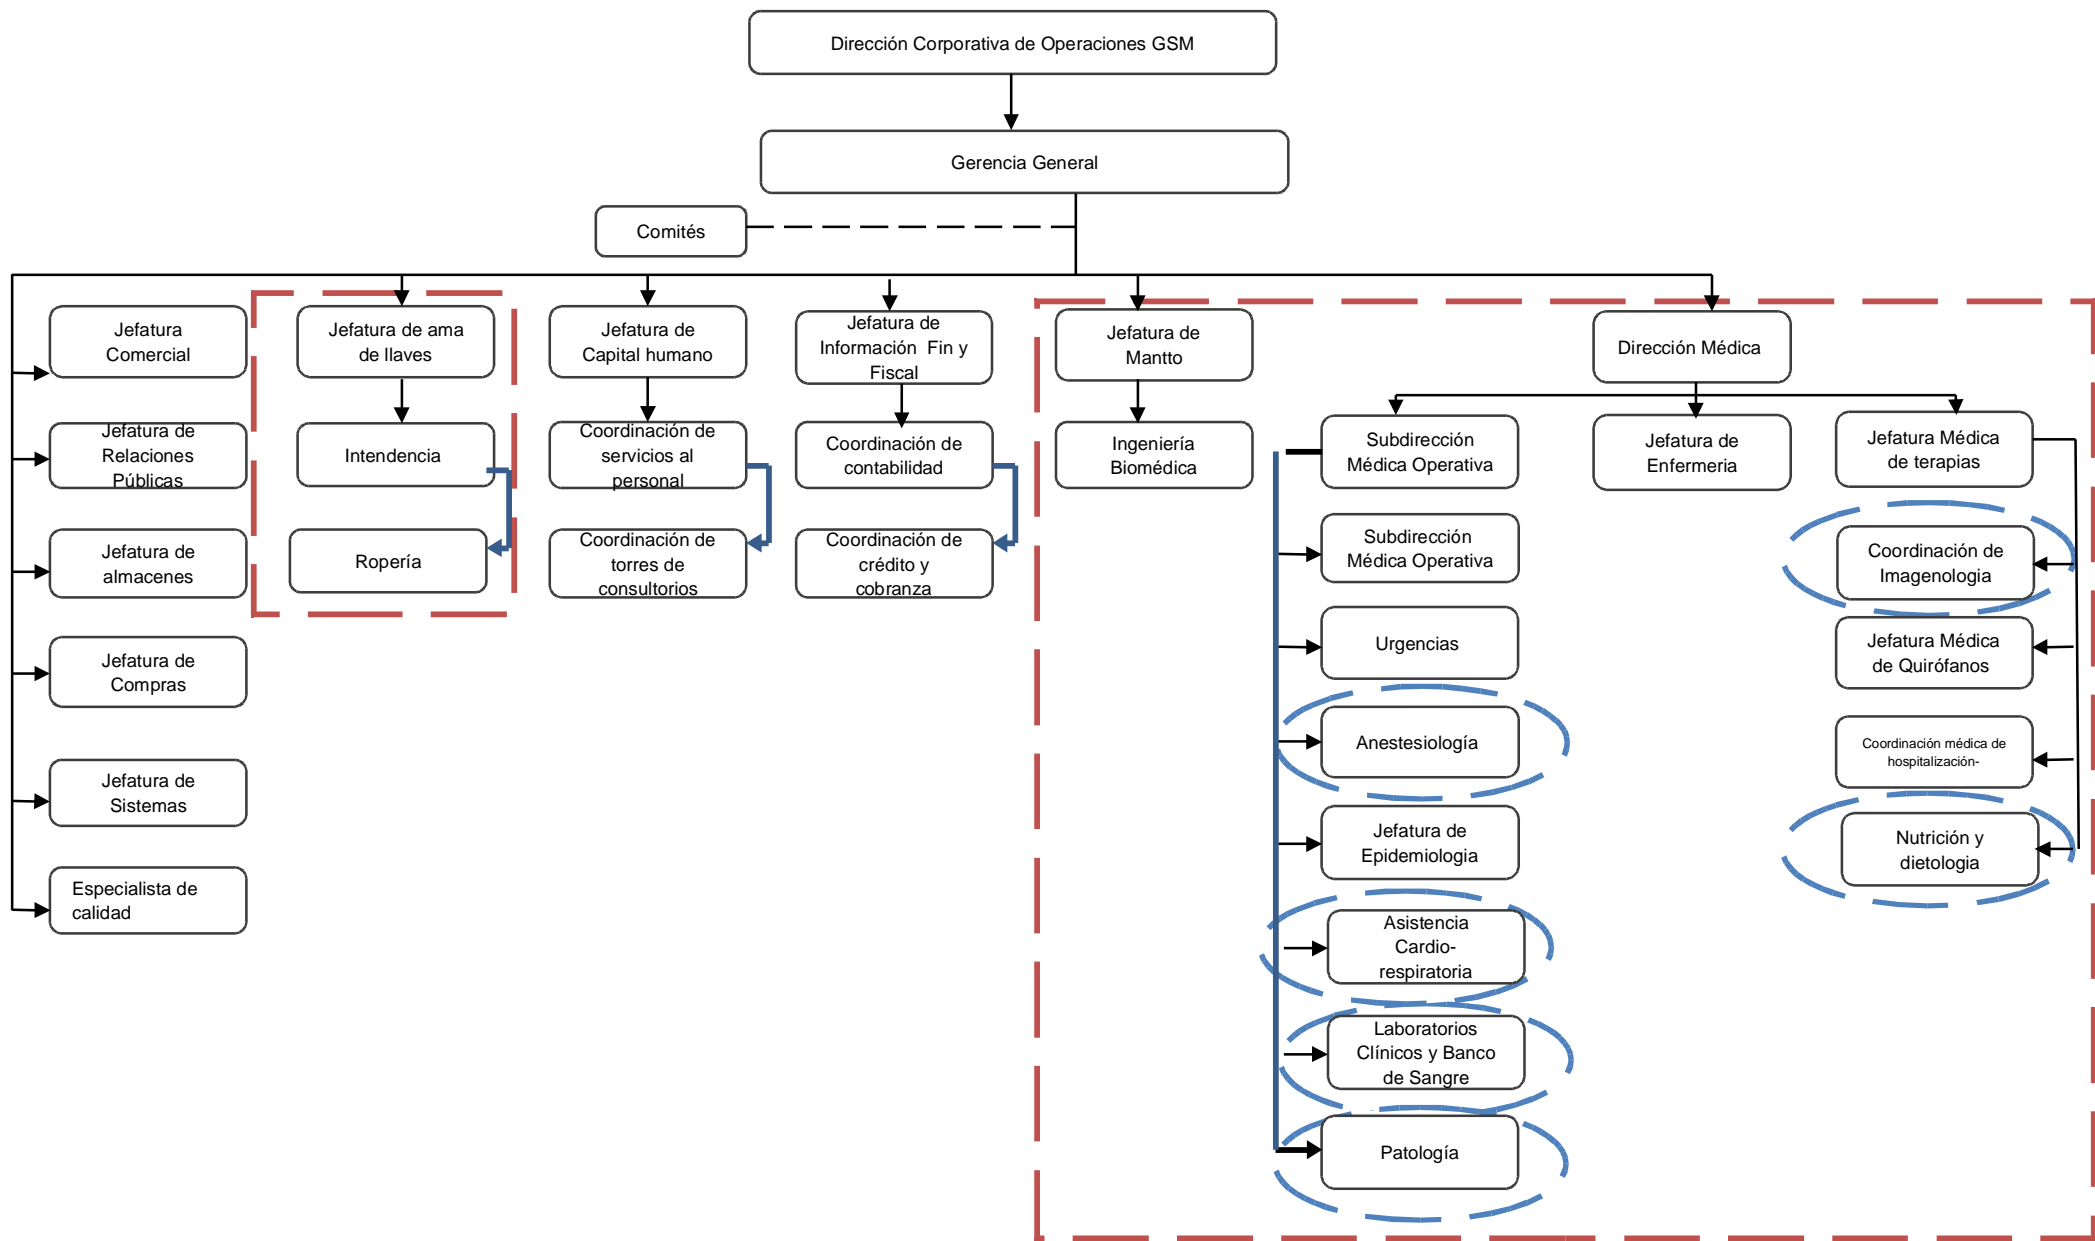 Dirección Corporativa de Operaciones GSM
Gerencia General
Comités
Jefatura
Comercial
Jefatura de ama
de llaves
Jefatura de
Capital humano
Jefatura de
Información  Fin y
Fiscal
Jefatura de
Mantto
Dirección Médica
Jefatura de
Relaciones
Públicas
Intendencia
Coordinación de
servicios al
personal
Coordinación de
contabilidad
Ingeniería
Biomédica
Subdirección
Médica Operativa
Jefatura de
Enfermeria
Jefatura Médica
de terapias
Jefatura de
almacenes
Ropería
Coordinación de
torres de
consultorios
Coordinación de
crédito y
cobranza
Subdirección
Médica Operativa
Coordinación de
Imagenologia
Jefatura de
Compras
Urgencias
Jefatura Médica
de Quirófanos
Anestesiología
Coordinación médica de
hospitalización-
Jefatura de
Sistemas
Jefatura de
Epidemiologia
Nutrición y
dietologia
Especialista de
calidad
Asistencia
Cardio-
respiratoria
Laboratorios
Clínicos y Banco
de Sangre
Patología